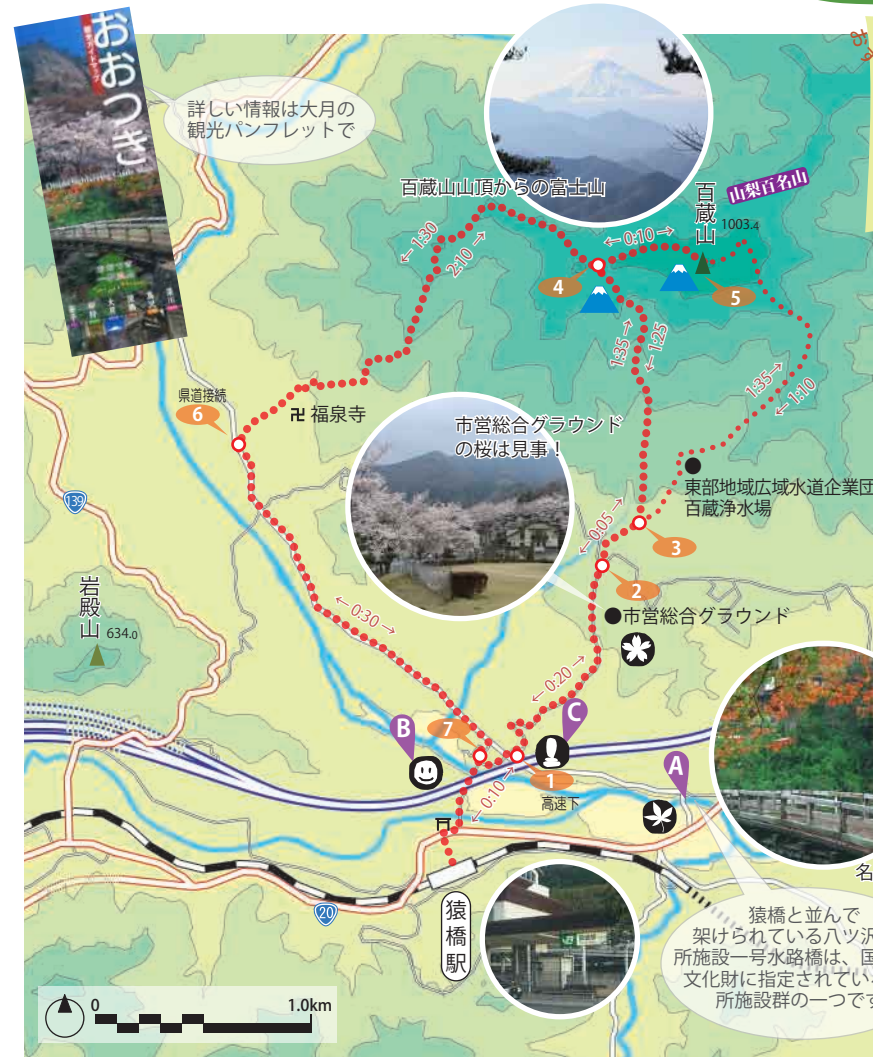 おおつき
観光ガイドマップ
詳しい情報は大月の
観光パンフレットで
百蔵山山頂からの富士山
百蔵山
1003.4
山梨百名山
← 0:10 →
← 1:30
2:10 →
4
5
1:35 →
← 1:25
1:35 →
← 1:10
県道接続
6
卍 福泉寺
市営総合グラウンド
の桜は見事！
東部地域広域水道企業団
百蔵浄水場
139
← 0:05 →
3
2
市営総合グラウンド
岩殿山
634.0
← 0:30 →
← 0:20 →
7
B
C
A
1
高速下
← 0:10 →
20
猿橋駅
名
猿橋と並んで
架けられている八ツ沢
所施設一号水路橋は、国
文化財に指定されてい
所施設群の一つです
0
1.0km